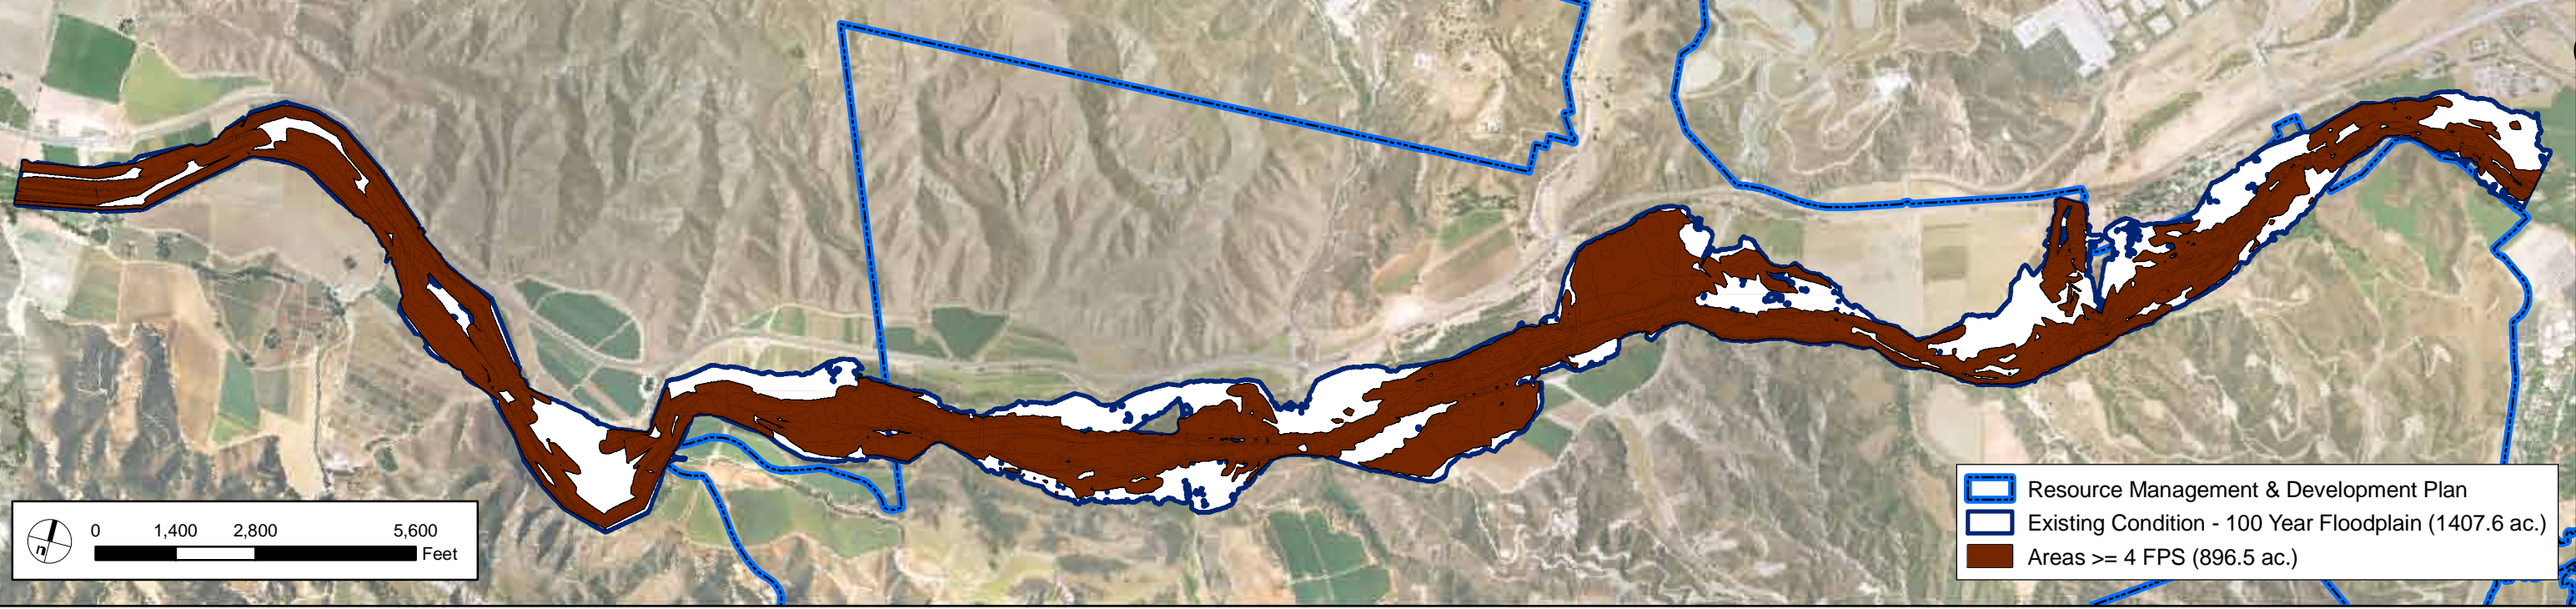 n
0 1,400 2,800 5,600
Feet
Resource Management & Development Plan
Existing Condition - 100 Year Floodplain (1407.6 ac.)
Areas >= 4 FPS (896.5 ac.)